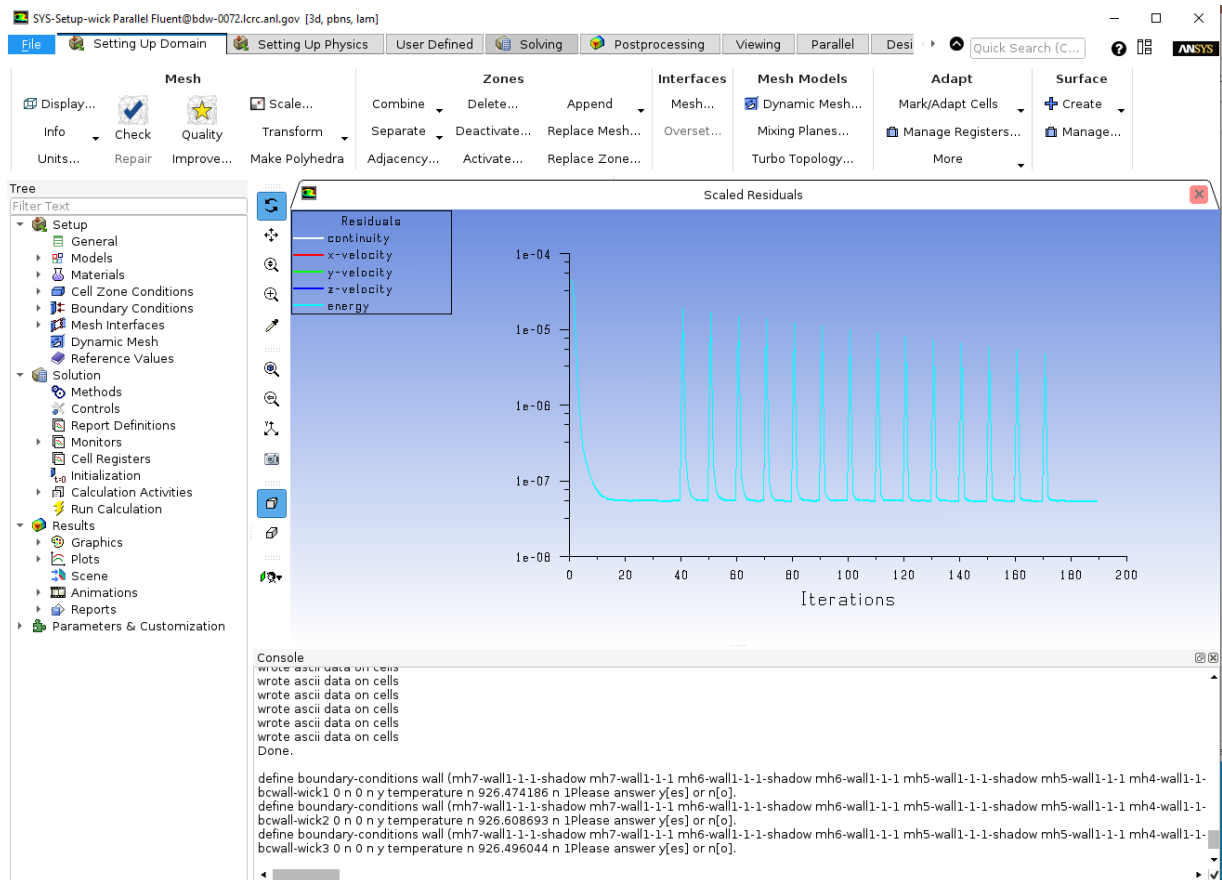 SYS-Setup-wick Parallel Fluent@bdw-0072.lcrc.anl.gov [3d, pbns, lam]
File Setting Up Domain Setting Up Physics User Defined Solving Postprocessing Viewing Parallel Desi Quick Search (C... ANSYS
Mesh Zones Interfaces Mesh Models Adapt Surface
Display... Scale... Combine Delete... Append Mesh... Dynamic Mesh... Mark/Adapt Cells Create
Info Check Quality Transform Separate Deactivate... Replace Mesh... Overset... Mixing Planes... Manage Registers... Manage...
Units... Repair Improve... Make Polyhedra Adjacency... Activate... Replace Zone... Turbo Topology... More
Tree
Filter Text
Setup
General
Models
Materials
Cell Zone Conditions
Boundary Conditions
Mesh Interfaces
Dynamic Mesh
Reference Values
Solution
Methods
Controls
Report Definitions
Monitors
Cell Registers
Initialization
Calculation Activities
Run Calculation
Results
Graphics
Plots
Scene
Animations
Reports
Parameters & Customization
Scaled Residuals
Residuals
continuity
x-velocity
y-velocity
z-velocity
energy
1e-04
1e-05
1e-06
1e-07
1e-08
0 20 40 60 80 100 120 140 160 180 200
Iterations
Console
wrote ascii data on cells
wrote ascii data on cells
wrote ascii data on cells
wrote ascii data on cells
wrote ascii data on cells
wrote ascii data on cells
Done.
define boundary-conditions wall (mh7-wall1-1-1-shadow mh7-wall1-1-1 mh6-wall1-1-1-shadow mh6-wall1-1-1 mh5-wall1-1-1-shadow mh5-wall1-1-1 mh4-wall1-1-
bcwall-wick1 0 n 0 n y temperature n 926.474186 n 1Please answer y[es] or n[o].
define boundary-conditions wall (mh7-wall1-1-1-shadow mh7-wall1-1-1 mh6-wall1-1-1-shadow mh6-wall1-1-1 mh5-wall1-1-1-shadow mh5-wall1-1-1 mh4-wall1-1-
bcwall-wick2 0 n 0 n y temperature n 926.608693 n 1Please answer y[es] or n[o].
define boundary-conditions wall (mh7-wall1-1-1-shadow mh7-wall1-1-1 mh6-wall1-1-1-shadow mh6-wall1-1-1 mh5-wall1-1-1-shadow mh5-wall1-1-1 mh4-wall1-1-
bcwall-wick3 0 n 0 n y temperature n 926.496044 n 1Please answer y[es] or n[o].